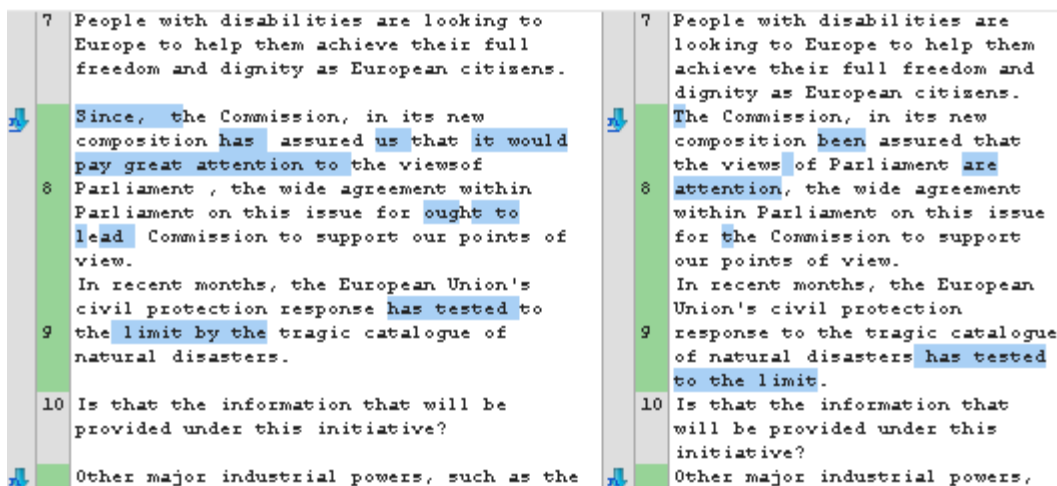 7 People with disabilities are looking to
Europe to help them achieve their full
freedom and dignity as European citizens.
Since,  the Commission, in its new
composition has  assured us that it would
pay great attention to the viewsof
8 Parliament , the wide agreement within
Parliament on this issue for ought to
lead  Commission to support our points of
view.
In recent months, the European Union's
civil protection response has tested to
9 the limit by the tragic catalogue of
natural disasters.
10 Is that the information that will be
provided under this initiative?
Other major industrial powers, such as the
7 People with disabilities are
looking to Europe to help them
achieve their full freedom and
dignity as European citizens.
The Commission, in its new
composition been assured that
the views of Parliament are
8 attention, the wide agreement
within Parliament on this issue
for the Commission to support
our points of view.
In recent months, the European
Union's civil protection
9 response to the tragic catalogue
of natural disasters has tested
to the limit.
10 Is that the information that
will be provided under this
initiative?
Other major industrial powers,